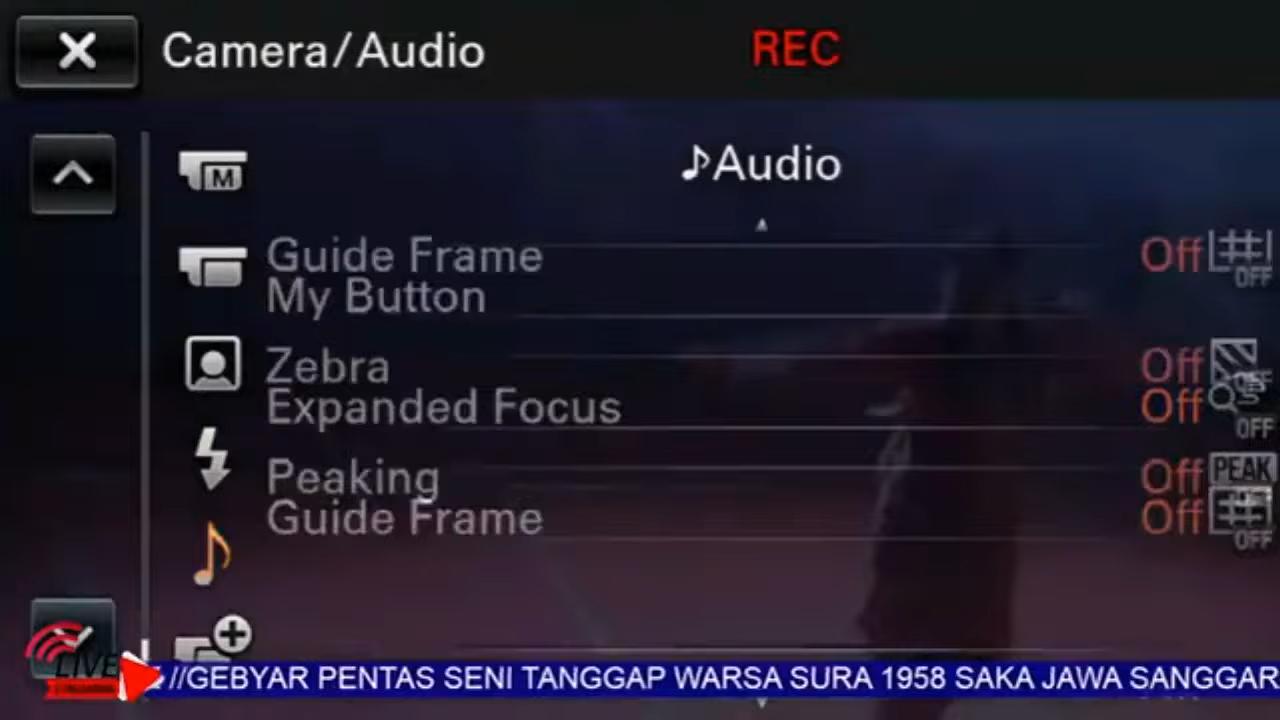 Camera/Audio
REC
♪Audio
M
Guide Frame
Off
OFF
My Button
Zebra
Off
OFF
Expanded Focus
Off
OFF
Peaking
Off
PEAK
Guide Frame
Off
OFF
LIVE
//GEBYAR PENTAS SENI TANGGAP WARSA SURA 1958 SAKA JAWA SANGGAR